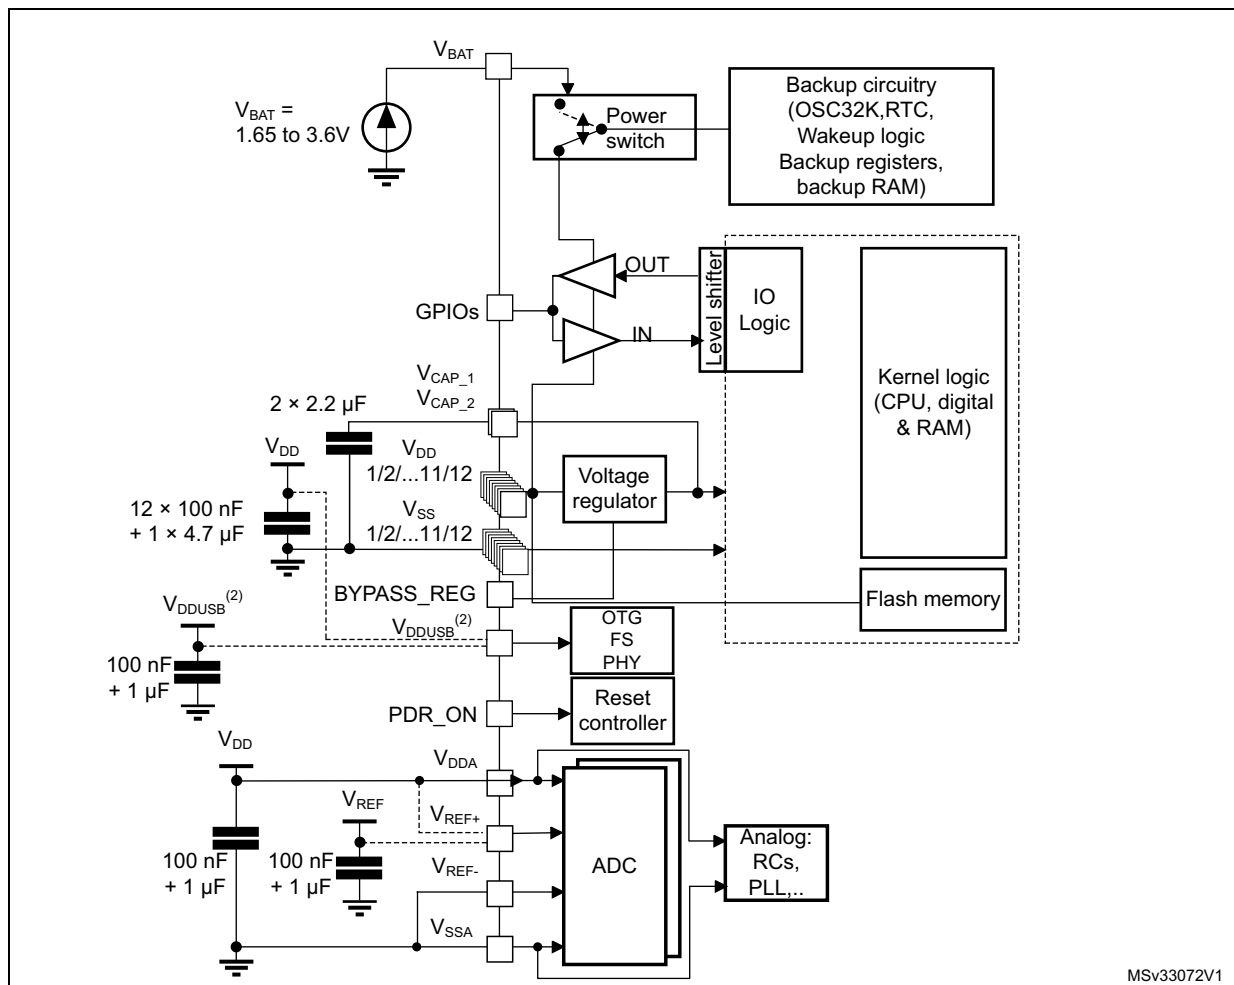 VBAT
VBAT =
1.65 to 3.6V
Power
switch
Backup circuitry
(OSC32K,RTC,
Wakeup logic
Backup registers,
backup RAM)
OUT
IN
GPIOs
Level shifter
IO
Logic
Kernel logic
(CPU, digital
& RAM)
VCAP_1
VCAP_2
2 × 2.2 µF
VDD
VDD
1/2/...11/12
Voltage
regulator
12 × 100 nF
+ 1 × 4.7 µF
VSS
1/2/...11/12
BYPASS_REG
Flash memory
VDDUSB(2)
VDDUSB(2)
OTG
FS
PHY
100 nF
+ 1 µF
PDR_ON
Reset
controller
VDD
VDDA
VREF
VREF+
VREF-
100 nF
+ 1 µF
100 nF
+ 1 µF
ADC
Analog:
RCs,
PLL,..
VSSA
MSv33072V1